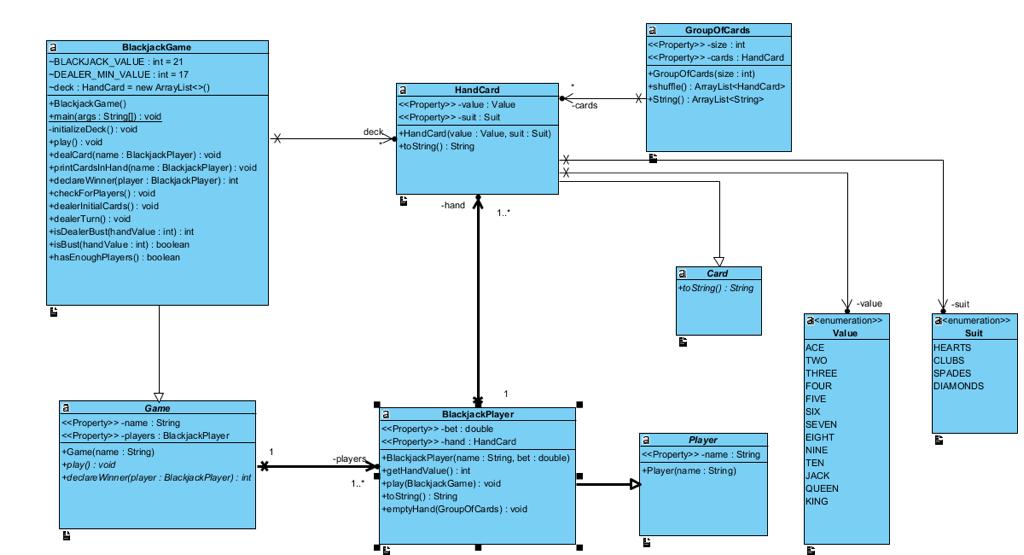 BlackjackGame
~BLACKJACK_VALUE : int = 21
~DEALER_MIN_VALUE : int = 17
~deck : HandCard = new ArrayList<>()
+BlackjackGame()
+main(args : String[]) : void
-initializeDeck() : void
+play() : void
+dealCard(name : BlackjackPlayer) : void
+printCardsInHand(name : BlackjackPlayer) : void
+declareWinner(player : BlackjackPlayer) : int
+checkForPlayers() : void
+dealerInitialCards() : void
+dealerTurn() : void
+isDealerBust(handValue : int) : int
+isBust(handValue : int) : boolean
+hasEnoughPlayers() : boolean
deck
*
HandCard
<<Property>> -value : Value
<<Property>> -suit : Suit
+HandCard(value : Value, suit : Suit)
+toString() : String
*
-cards
GroupOfCards
<<Property>> -size : int
<<Property>> -cards : HandCard
+GroupOfCards(size : int)
+shuffle() : ArrayList<HandCard>
+String() : ArrayList<String>
-hand
1..*
Card
+toString() : String
-value
-suit
<<enumeration>>
Value
ACE
TWO
THREE
FOUR
FIVE
SIX
SEVEN
EIGHT
NINE
TEN
JACK
QUEEN
KING
<<enumeration>>
Suit
HEARTS
CLUBS
SPADES
DIAMONDS
Game
<<Property>> -name : String
<<Property>> -players : BlackjackPlayer
+Game(name : String)
+play() : void
+declareWinner(player : BlackjackPlayer) : int
1
-players
1..*
1
BlackjackPlayer
<<Property>> -bet : double
<<Property>> -hand : HandCard
+BlackjackPlayer(name : String, bet : double)
+getHandValue() : int
+play(BlackjackGame) : void
+toString() : String
+emptyHand(GroupOfCards) : void
Player
<<Property>> -name : String
+Player(name : String)